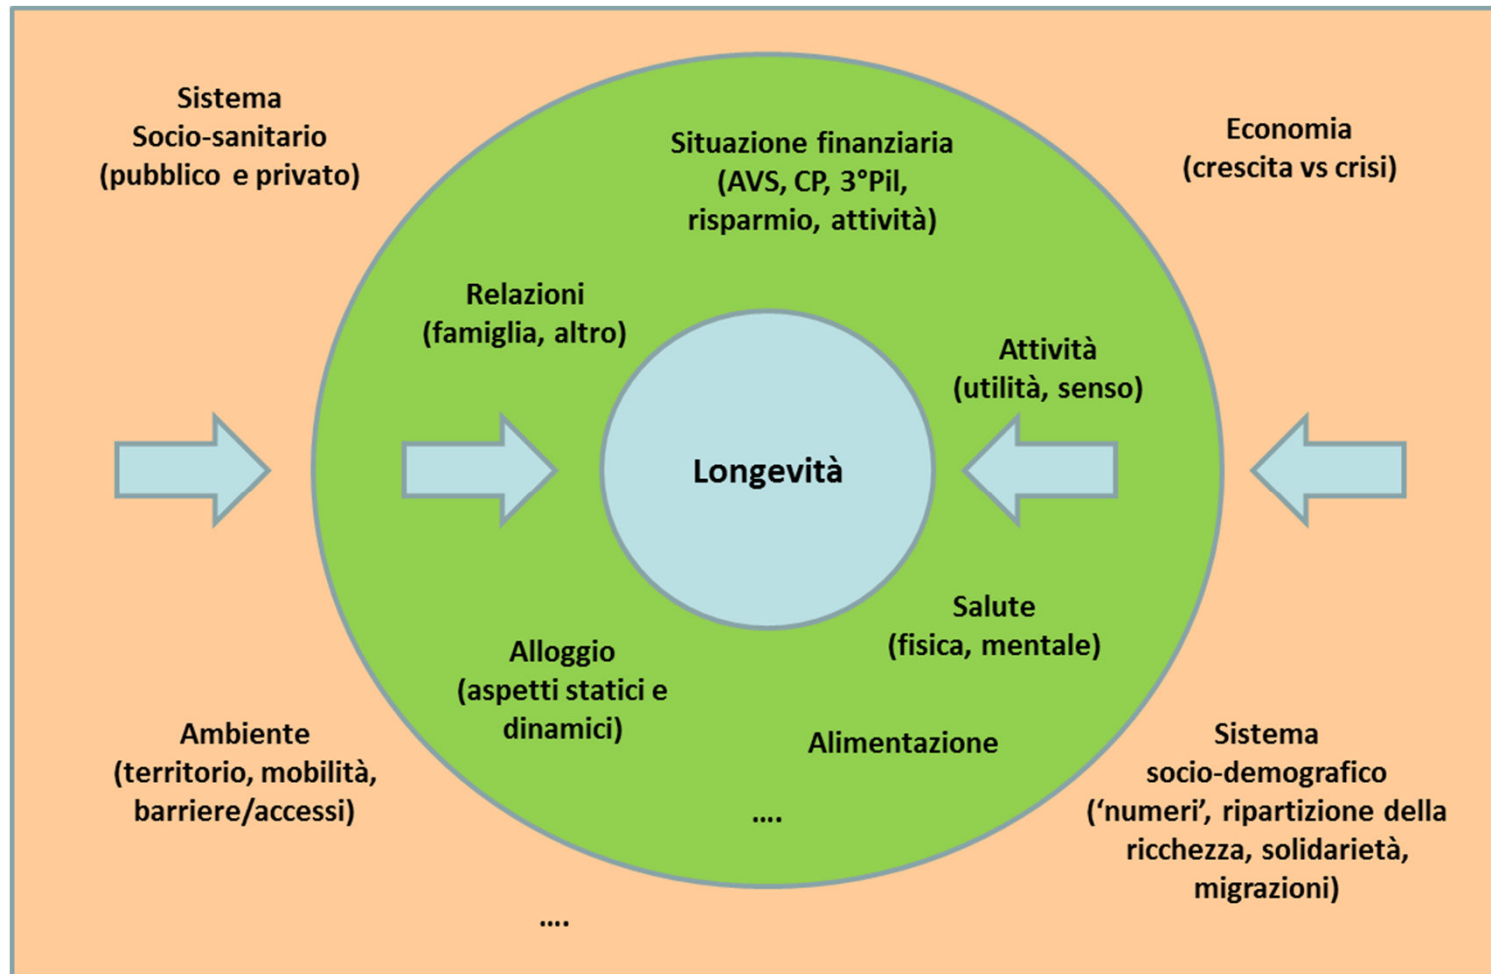 Sistema
Socio-sanitario
(pubblico e privato)
Situazione finanziaria
(AVS, CP, 3°Pil,
risparmio, attività)
Economia
(crescita vs crisi)
Relazioni
(famiglia, altro)
Attività
(utilità, senso)
Longevità
Salute
(fisica, mentale)
Alloggio
(aspetti statici e
dinamici)
Alimentazione
....
Ambiente
(territorio, mobilità,
barriere/accessi)
Sistema
socio-demografico
(‘numeri’, ripartizione della
ricchezza, solidarietà,
migrazioni)
....